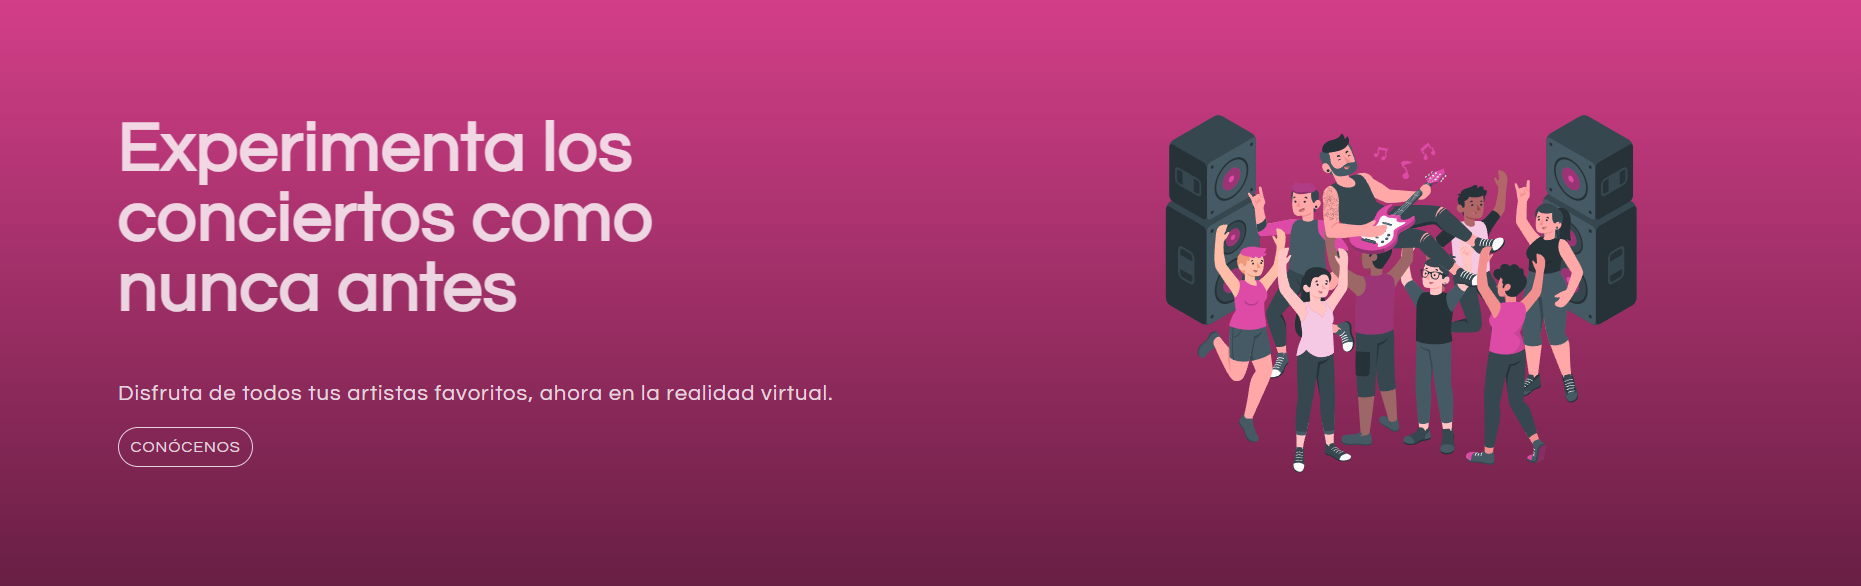 Experimenta los
conciertos como
nunca antes
Disfruta de todos tus artistas favoritos, ahora en la realidad virtual.
CONÓCENOS